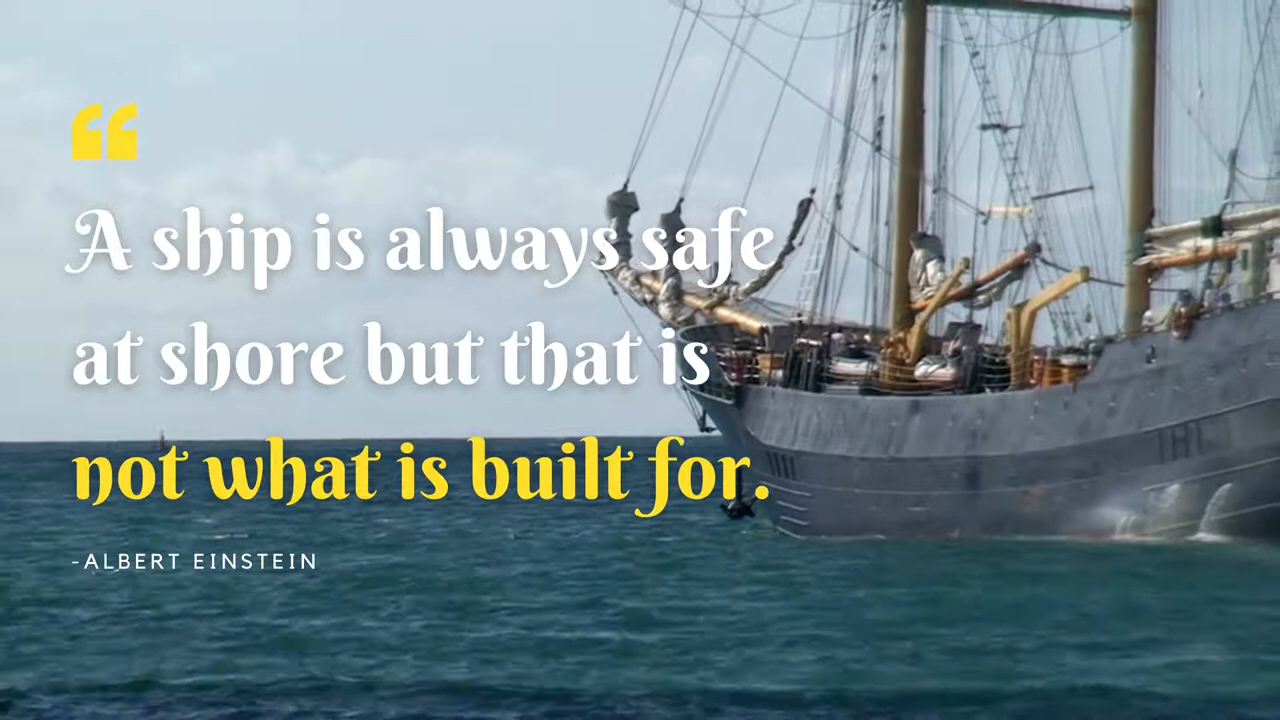 “
A ship is always safe
at shore but that is
not what is built for.
-ALBERT EINSTEIN